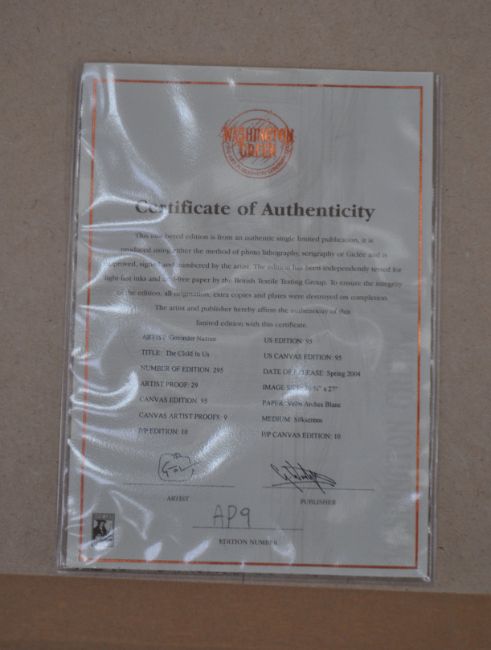 WASHINGTON
GREEN
Certificate of Authenticity
This numbered edition is from an authentic single limited publication, it is
produced using either the method of photo lithography, serigraphy or Giclée and is
approved, signed and numbered by the artist. The edition has been independently tested for
light-fast inks and acid-free paper by the British Textile Testing Group. To ensure the integrity
of the edition, all origination, extra copies and plates were destroyed on completion.
The artist and publisher hereby affirm the authenticity of this
limited edition with this certificate.
ARTIST: Govinder Nazran
TITLE: The Child In Us
NUMBER OF EDITION: 295
ARTIST PROOF: 29
CANVAS EDITION: 95
CANVAS ARTIST PROOFS: 9
P/P EDITION: 10
US EDITION: 95
US CANVAS EDITION: 95
DATE OF RELEASE: Spring 2004
IMAGE SIZE: x 27"
PAPER: Velin Arches Blanc
MEDIUM: Silkscreen
P/P CANVAS EDITION: 10
ARTIST
PUBLISHER
AP9
EDITION NUMBER